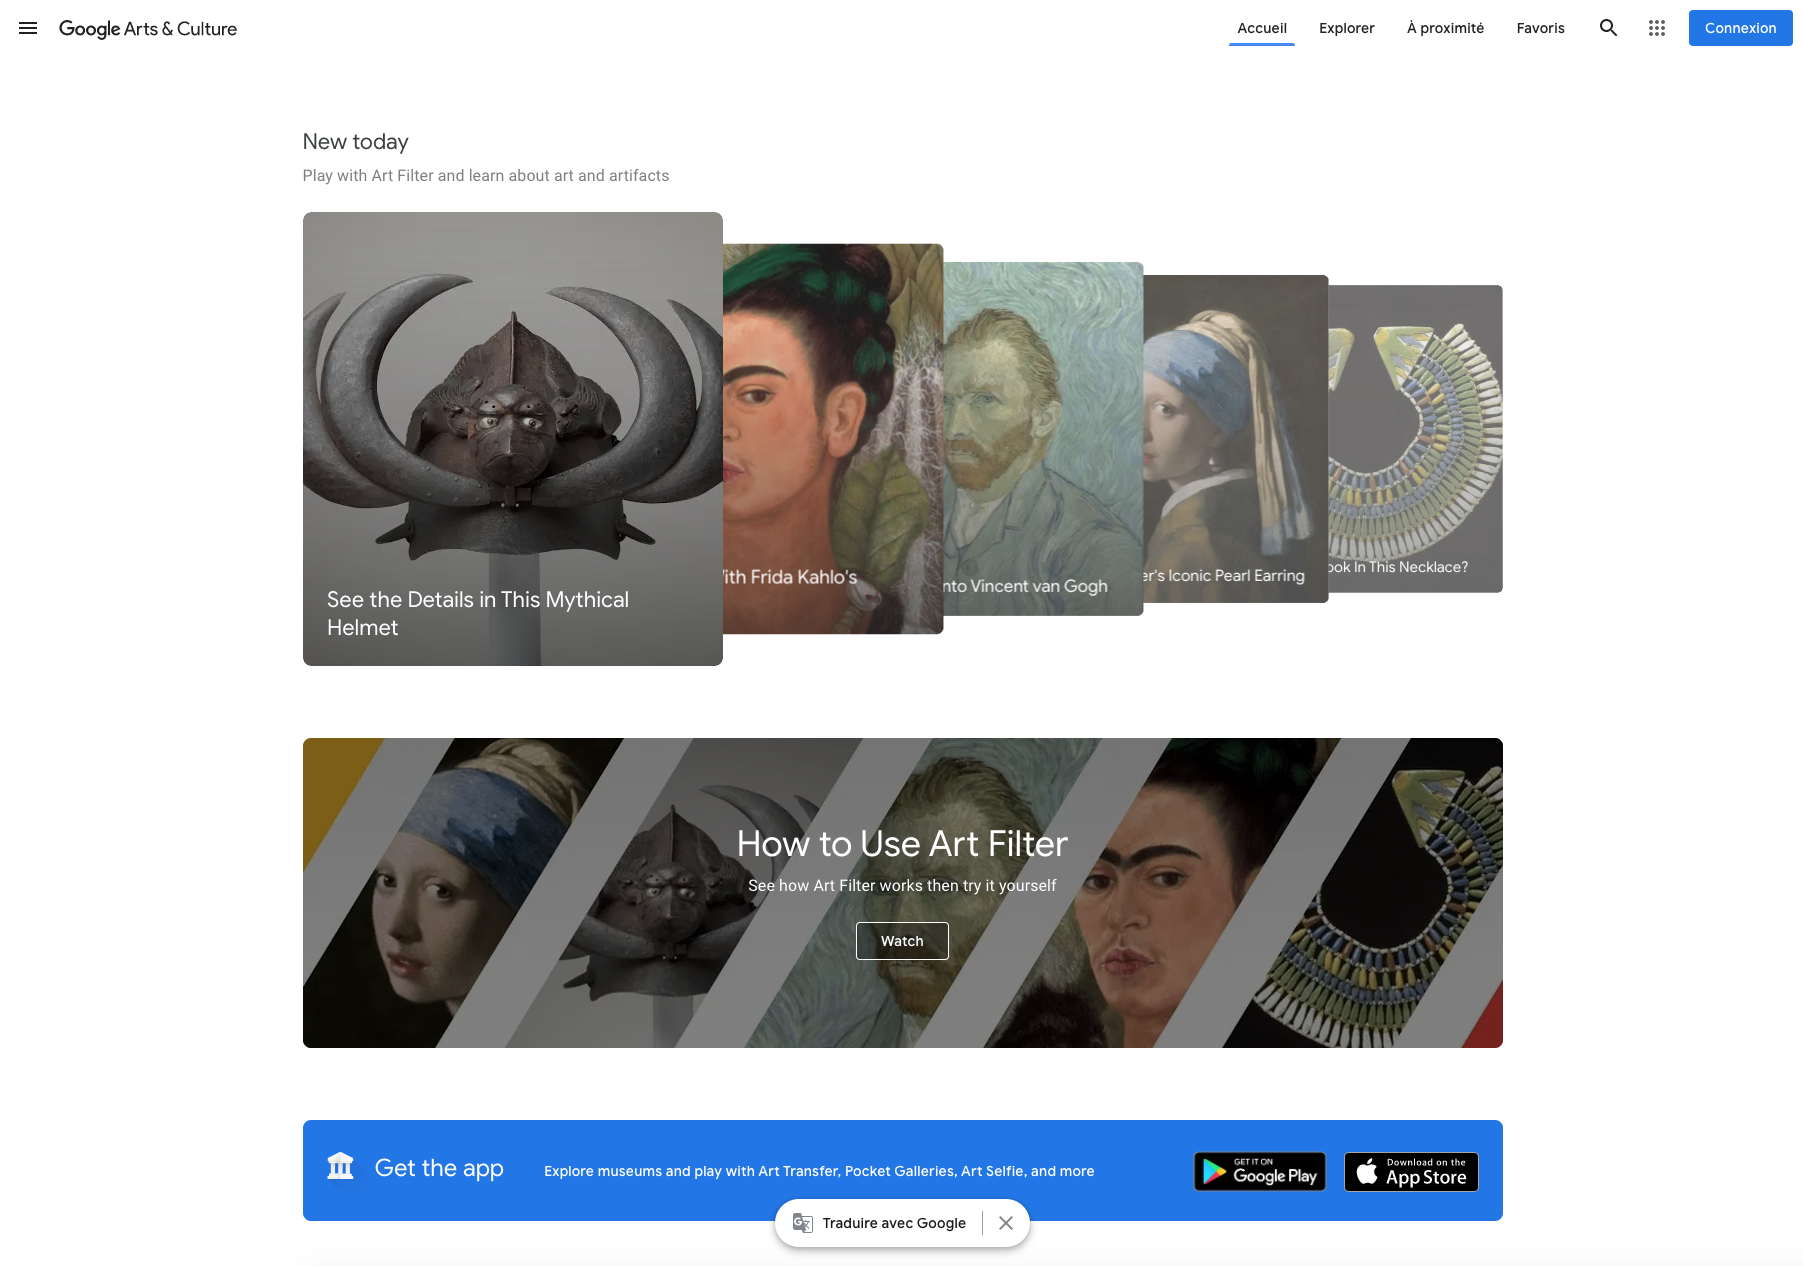 Google Arts & Culture
Accueil
Explorer
À proximité
Favoris
Connexion
New today
Play with Art Filter and learn about art and artifacts
See the Details in This Mythical
Helmet
With Frida Kahlo's
nto Vincent van Gogh
er's Iconic Pearl Earring
ook In This Necklace?
How to Use Art Filter
See how Art Filter works then try it yourself
Watch
Get the app
Explore museums and play with Art Transfer, Pocket Galleries, Art Selfie, and more
GET IT ON
Google Play
Download on the
App Store
Traduire avec Google